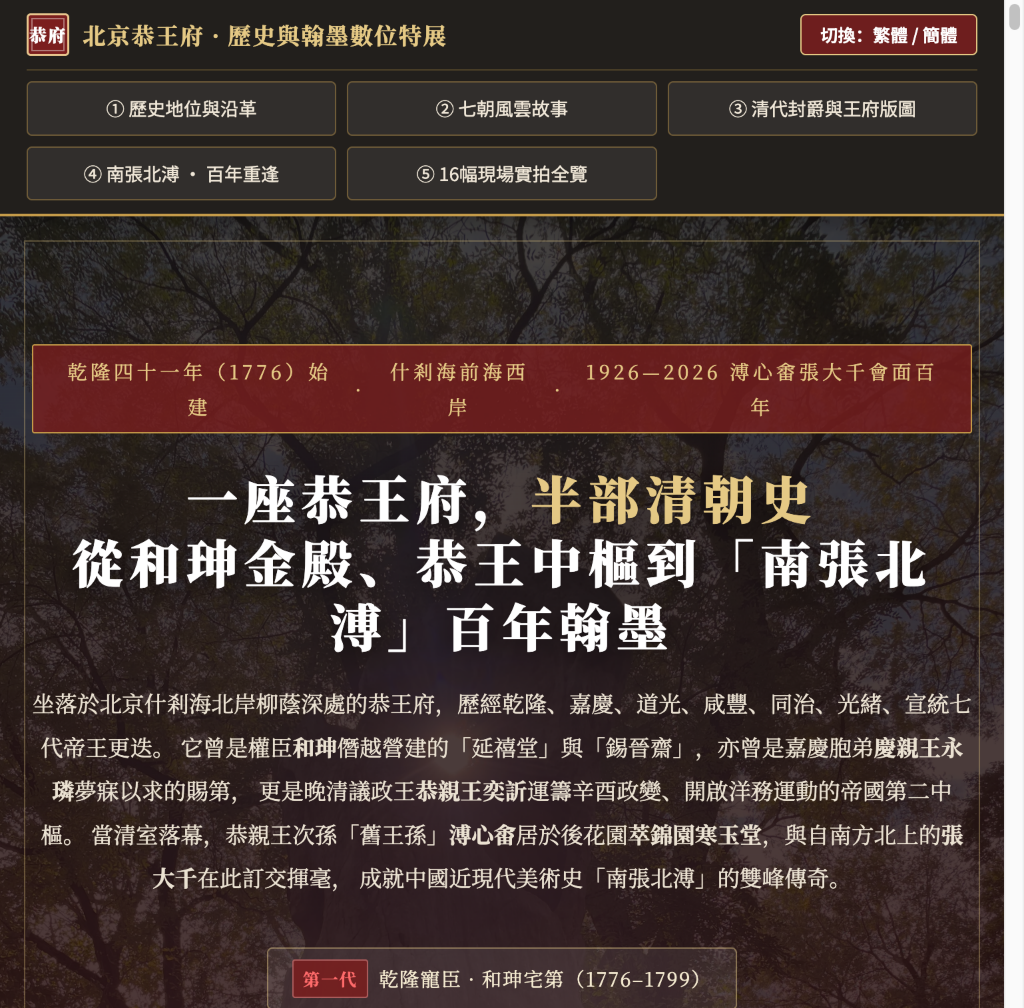 恭府 北京恭王府 · 歷史與翰墨數位特展
切換：繁體 / 簡體
① 歷史地位與沿革
② 七朝風雲故事
③ 清代封爵與王府版圖
④ 南張北溥 · 百年重逢
⑤ 16幅現場實拍全覽
乾隆四十一年（1776）始建
·
什剎海前海西岸
·
1926—2026 溥心畬張大千會面百年
一座恭王府，半部清朝史
從和珅金殿、恭王中樞到「南張北
溥」百年翰墨
坐落於北京什剎海北岸柳蔭深處的恭王府，歷經乾隆、嘉慶、道光、咸豐、同治、光緒、宣統七
代帝王更迭。 它曾是權臣和珅僭越營建的「延禧堂」與「錫晉齋」，亦曾是嘉慶胞弟慶親王永
璘夢寐以求的賜第， 更是晚清議政王恭親王奕訢運籌辛酉政變、開啟洋務運動的帝國第二中
樞。 當清室落幕，恭親王次孫「舊王孫」溥心畬居於後花園萃錦園寒玉堂，與自南方北上的張
大千在此訂交揮毫， 成就中國近現代美術史「南張北溥」的雙峰傳奇。
第一代 乾隆寵臣 · 和珅宅第（1776–1799）